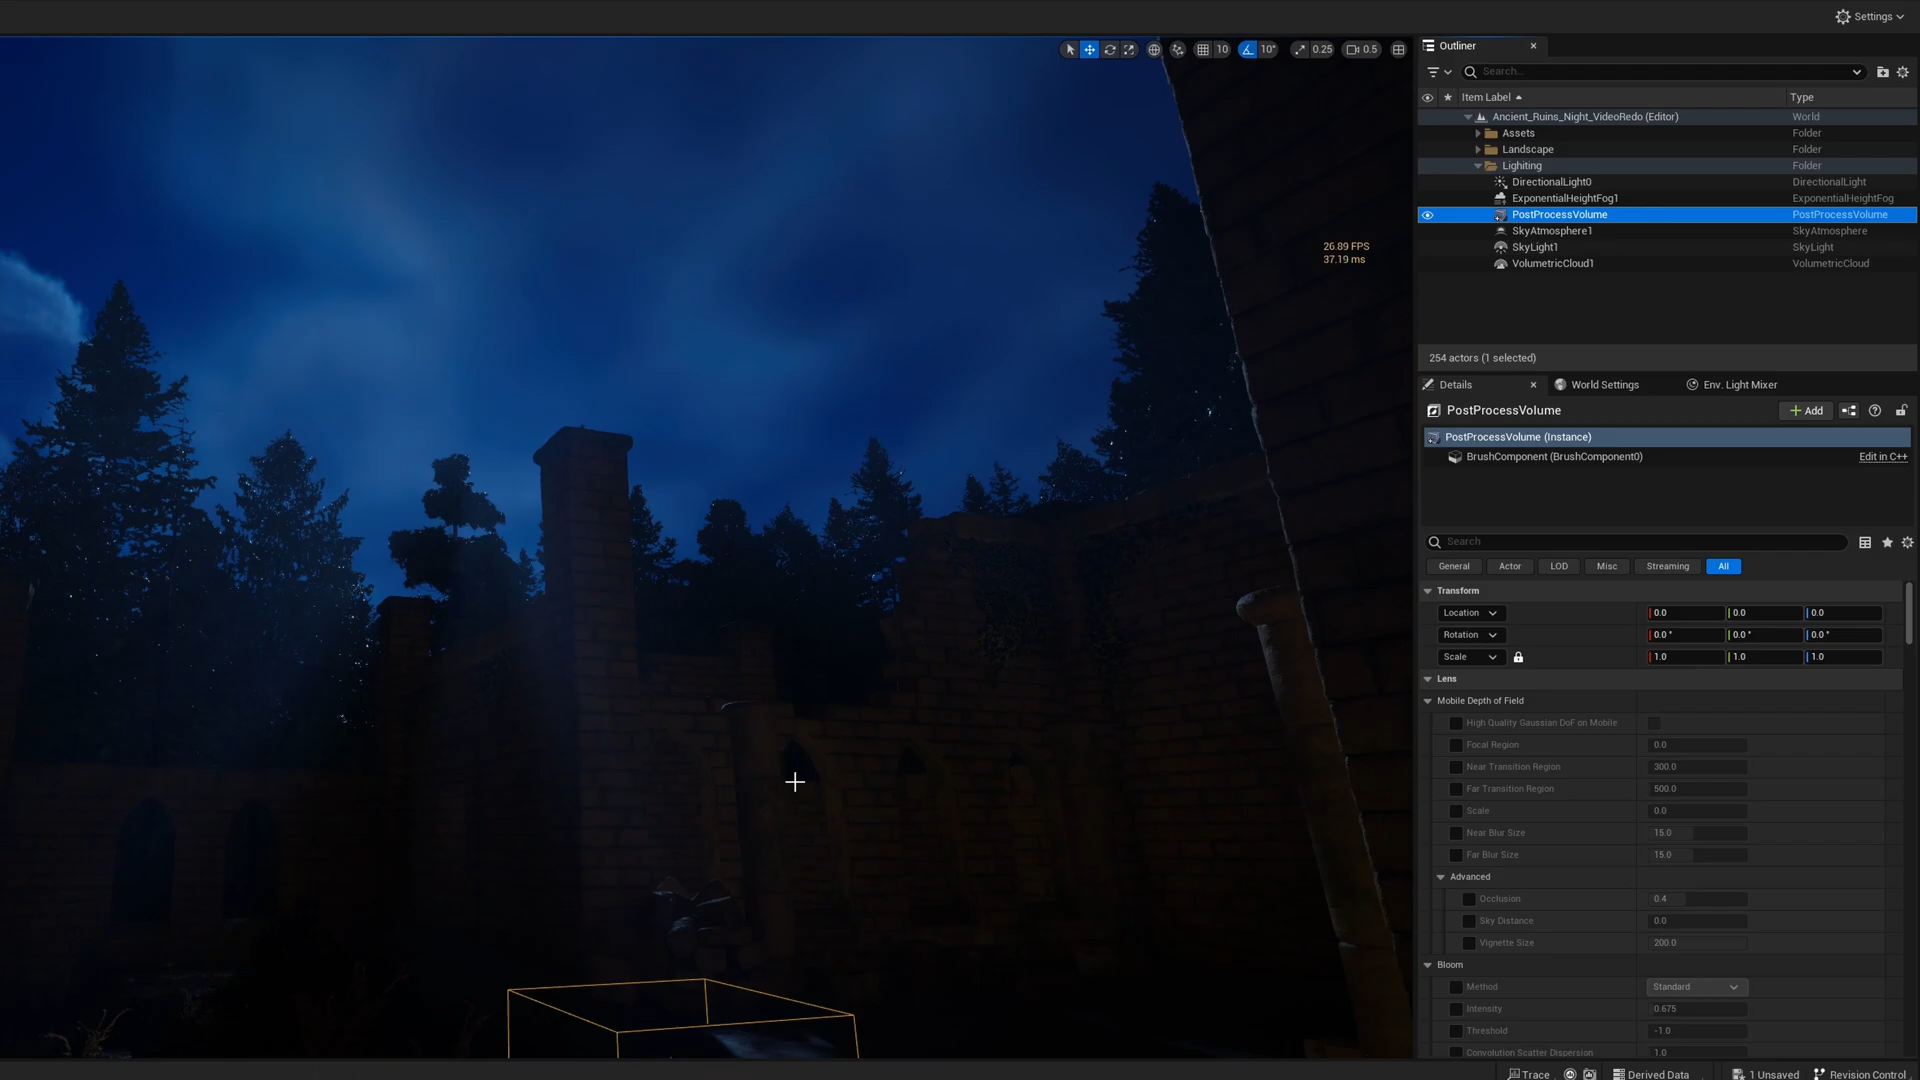 Settings
10
10°
0.25
0.5
26.89 FPS
37.19 ms
Outliner
Search...
Item Label
Type
Ancient_Ruins_Night_VideoRedo (Editor)
World
Assets
Folder
Landscape
Folder
Lighiting
Folder
DirectionalLight0
DirectionalLight
ExponentialHeightFog1
ExponentialHeightFog
PostProcessVolume
PostProcessVolume
SkyAtmosphere1
SkyAtmosphere
SkyLight1
SkyLight
VolumetricCloud1
VolumetricCloud
254 actors (1 selected)
Details
World Settings
Env. Light Mixer
PostProcessVolume
Add
PostProcessVolume (Instance)
BrushComponent (BrushComponent0)
Edit in C++
Search
General
Actor
LOD
Misc
Streaming
All
Transform
Location
0.0
0.0
0.0
Rotation
0.0 °
0.0 °
0.0 °
Scale
1.0
1.0
1.0
Lens
Mobile Depth of Field
High Quality Gaussian DoF on Mobile
Focal Region
0.0
Near Transition Region
300.0
Far Transition Region
500.0
Scale
0.0
Near Blur Size
15.0
Far Blur Size
15.0
Advanced
Occlusion
0.4
Sky Distance
0.0
Vignette Size
200.0
Bloom
Method
Standard
Intensity
0.675
Threshold
-1.0
Convolution Scatter Dispersion
1.0
Trace
Derived Data
1 Unsaved
Revision Control